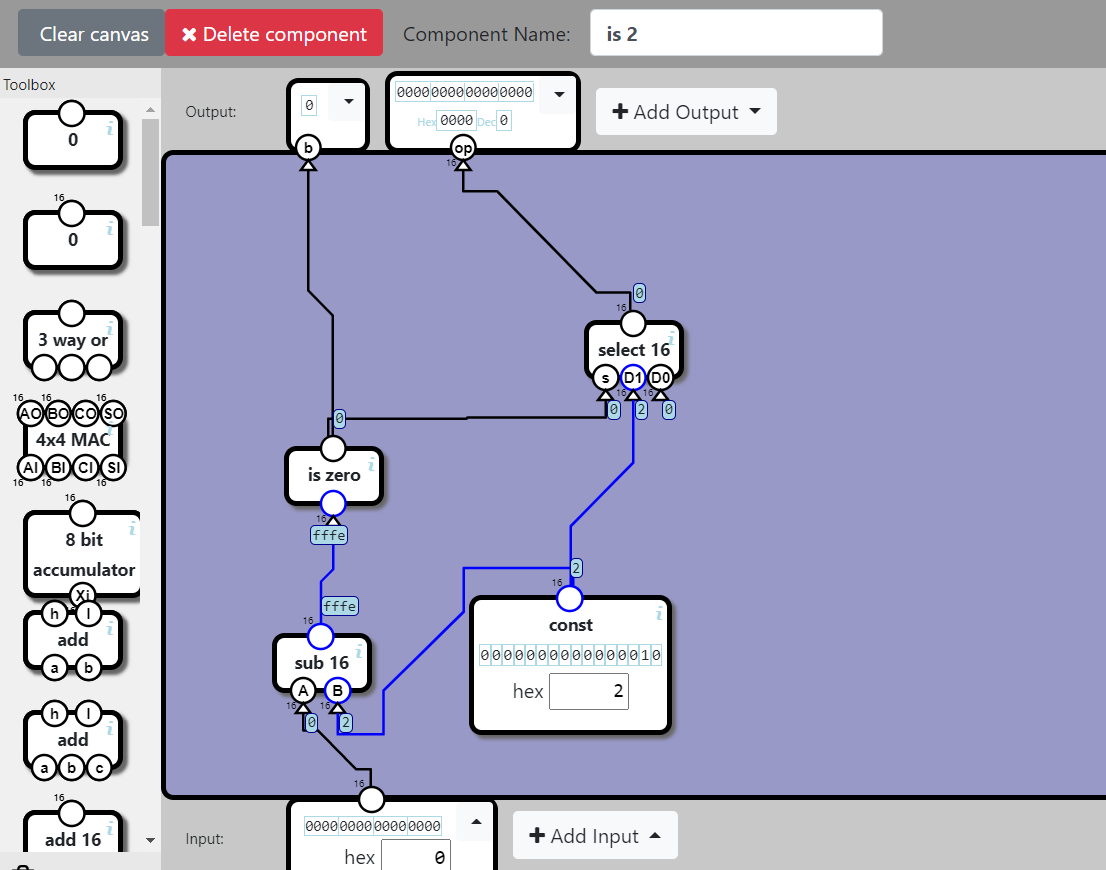 Clear canvas
✖ Delete component
Component Name:
is 2
Toolbox
0
16
0
3 way or
16 16
AO BO CO SO
4x4 MAC
AI BI CI SI
16 16 16
16
8 bit
accumulator
Xi
h l
add
a b
h l
add
a b c
16
add 16
Output:
0
b
0000000000000000
Hex 0000 Dec 0
op
16
+ Add Output
0
16
select 16
s D1 D0
16 16
0 2 0
0
is zero
16
fffe
fffe
16
sub 16
A B
16 16
0 2
2
16
const
0000000000000010
hex 2
16
Input:
0000000000000000
hex 0
+ Add Input